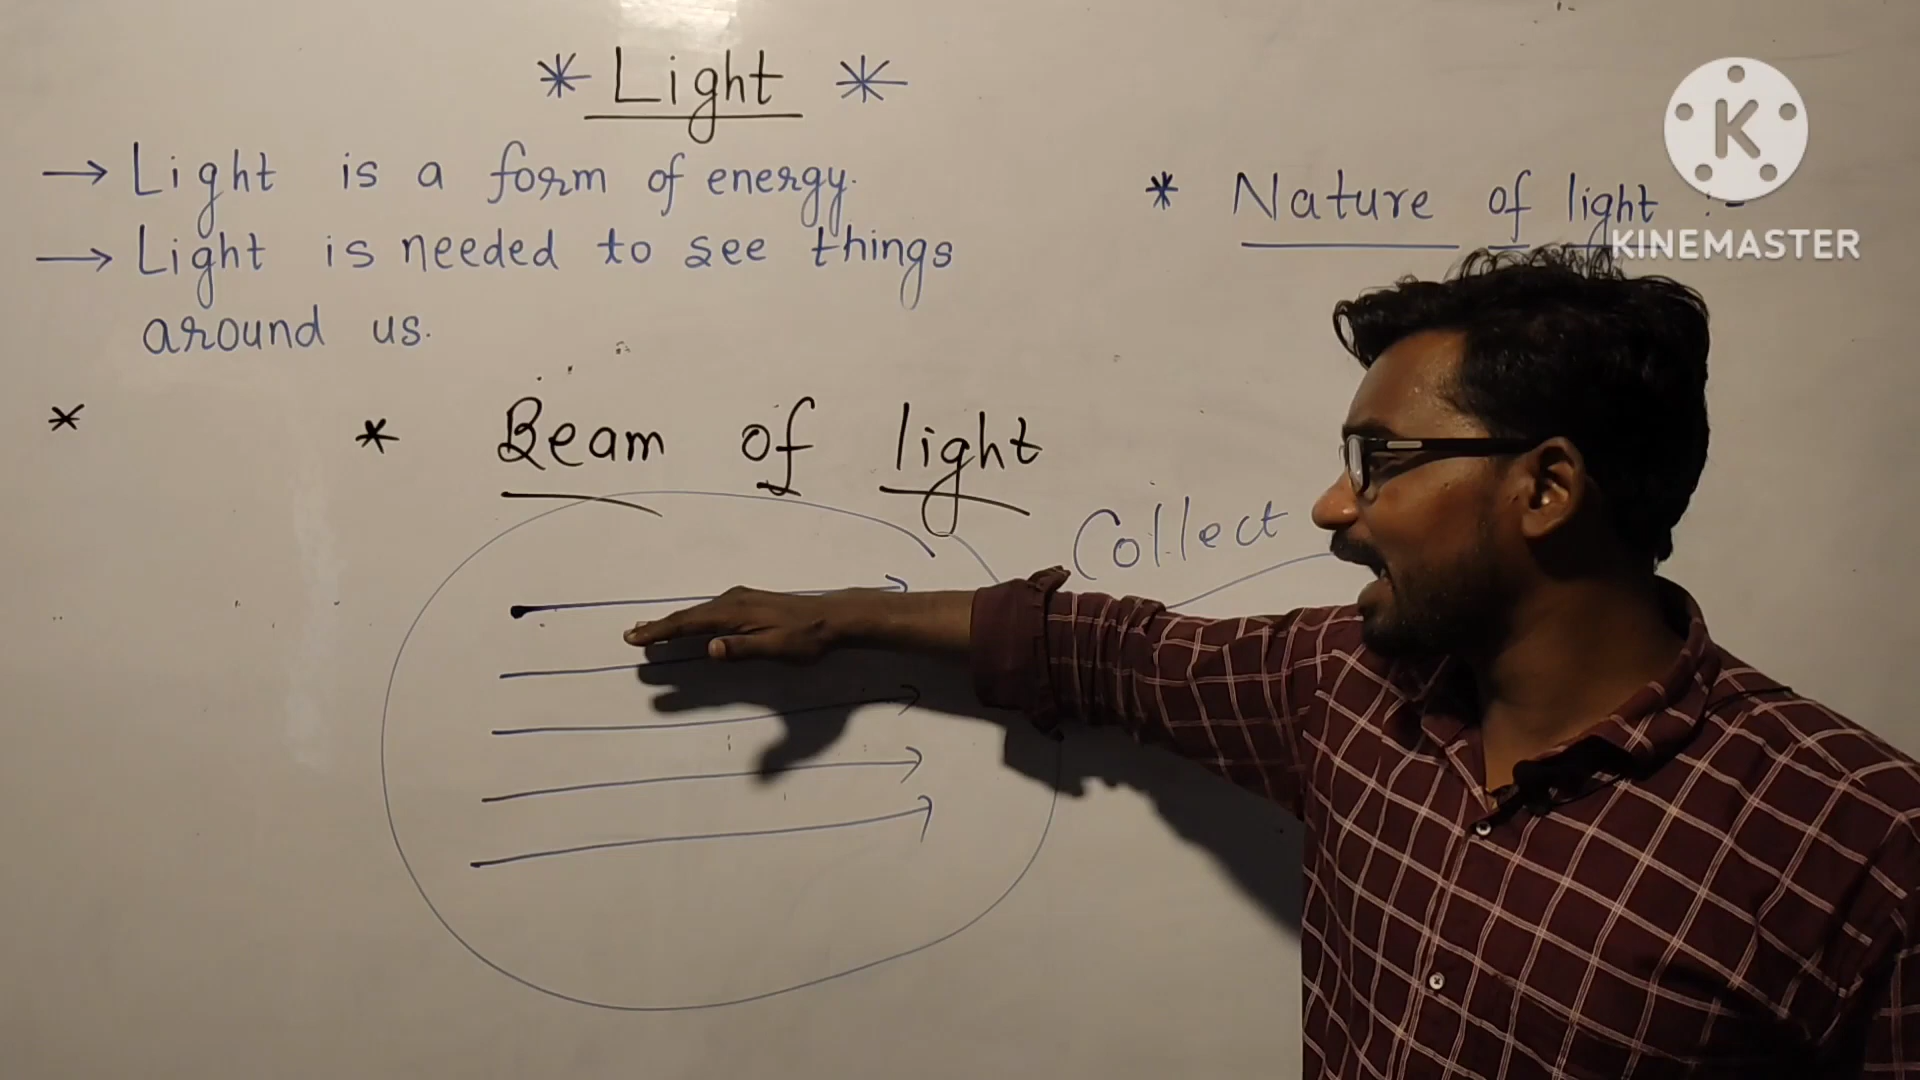 * Light *
→ Light is a form of energy.
→ Light is needed to see things
around us.
* Nature of light :-
K
KINEMASTER
*
* Beam of light
Collect